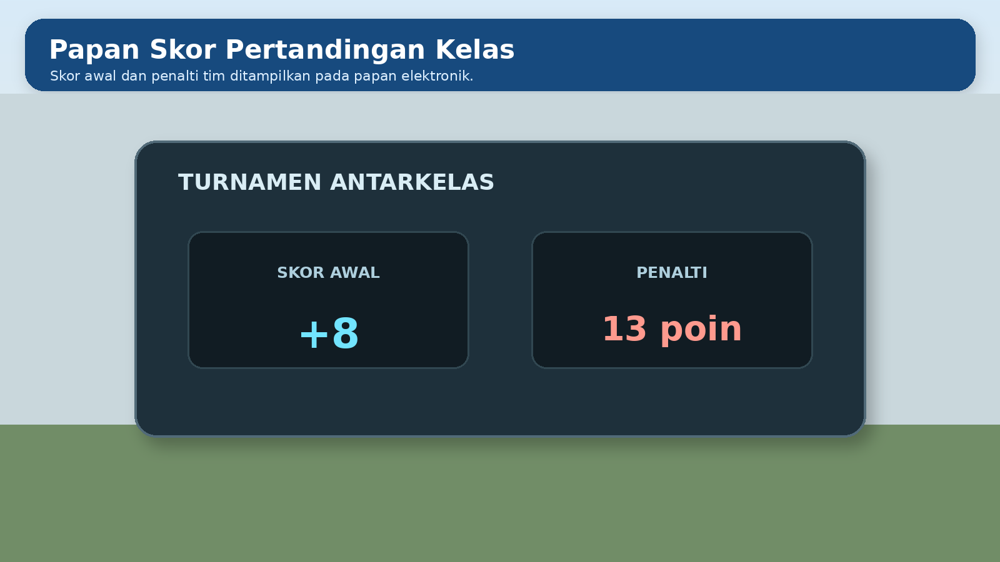 Papan Skor Pertandingan Kelas
Skor awal dan penalti tim ditampilkan pada papan elektronik.
TURNAMEN ANTARKELAS
SKOR AWAL
+8
PENALTI
13 poin